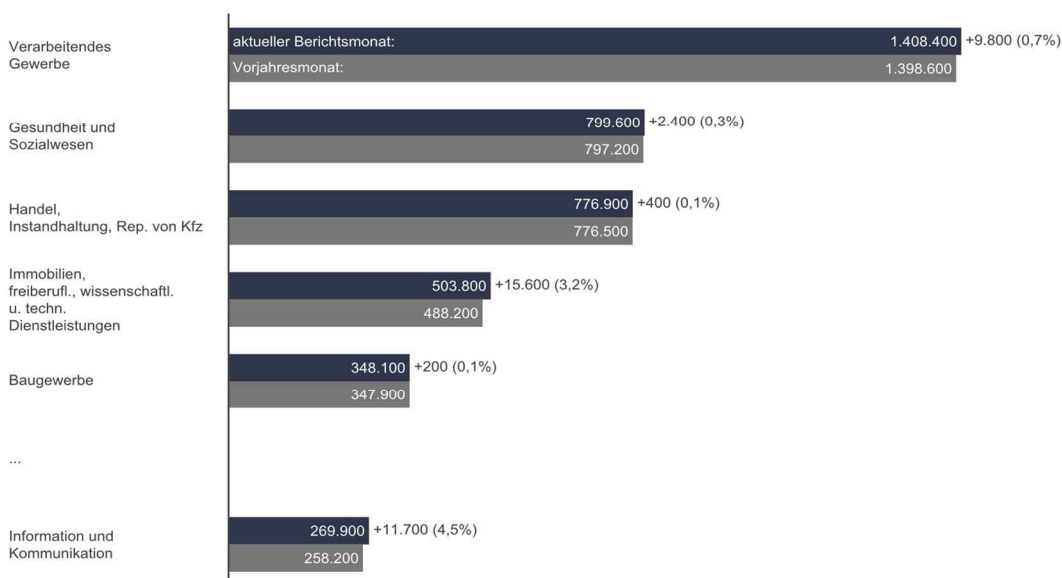 Verarbeitendes
Gewerbe
aktueller Berichtsmonat:
1.408.400
+9.800 (0,7%)
Vorjahresmonat:
1.398.600
Gesundheit und
Sozialwesen
799.600
+2.400 (0,3%)
797.200
Handel,
Instandhaltung, Rep. von Kfz
776.900
+400 (0,1%)
776.500
Immobilien,
freiberufl., wissenschaftl.
u. techn.
Dienstleistungen
503.800
+15.600 (3,2%)
488.200
Baugewerbe
348.100
+200 (0,1%)
347.900
...
Information und
Kommunikation
269.900
+11.700 (4,5%)
258.200